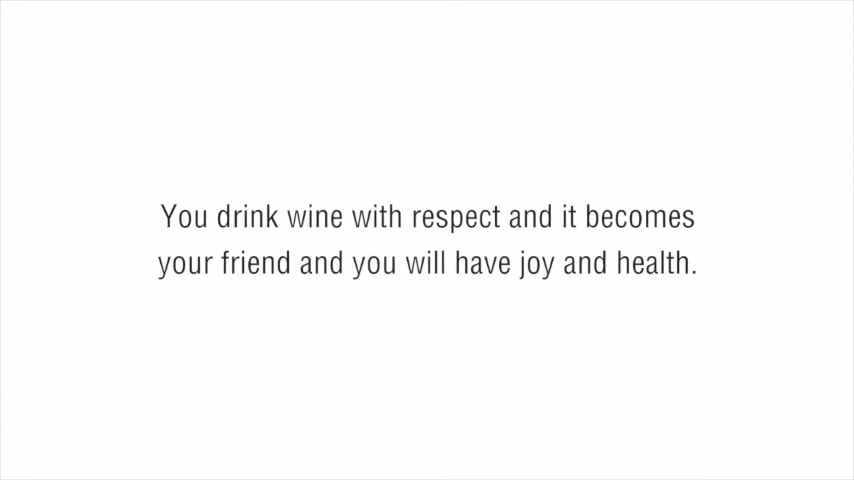 You drink wine with respect and it becomes
your friend and you will have joy and health.